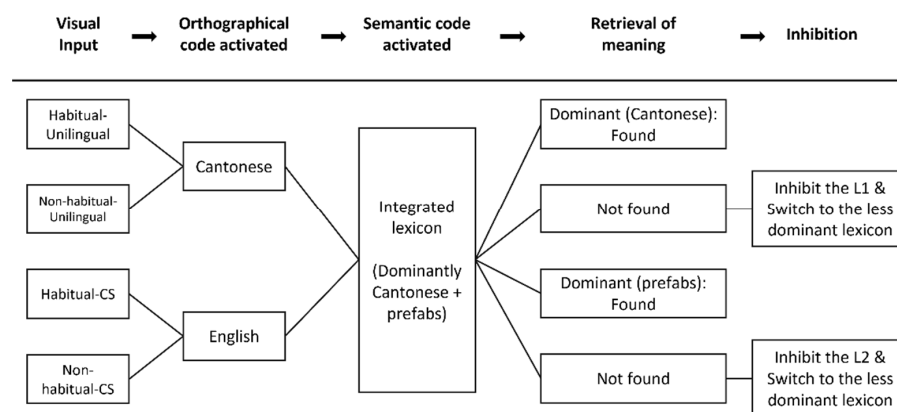 Visual
Input
Orthographical
code activated
Semantic code
activated
Retrieval of
meaning
Inhibition
Habitual-
Unilingual
Non-habitual-
Unilingual
Habitual-CS
Non-
habitual-CS
Cantonese
English
Integrated
lexicon
(Dominantly
Cantonese +
prefabs)
Dominant (Cantonese):
Found
Not found
Dominant (prefabs):
Found
Not found
Inhibit the L1 &
Switch to the less
dominant lexicon
Inhibit the L2 &
Switch to the less
dominant lexicon